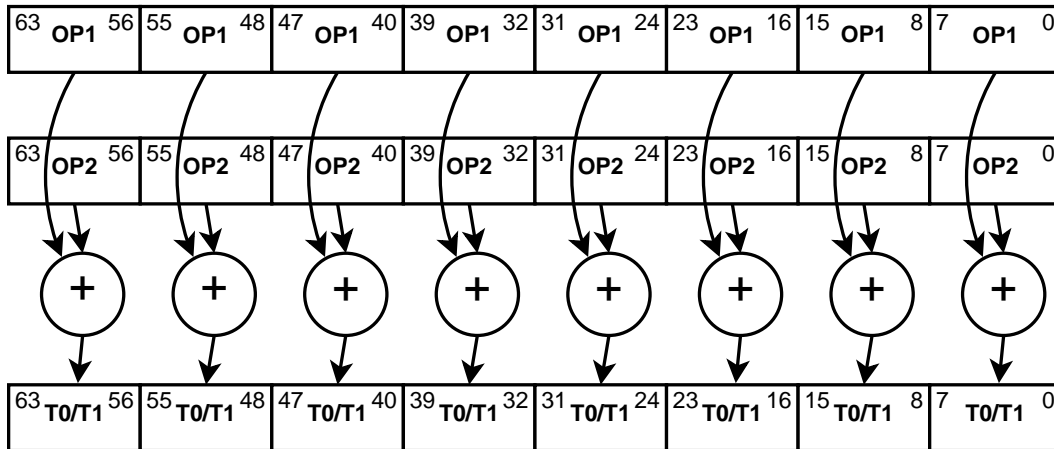 63 OP1 56 55 OP1 48 47 OP1 40 39 OP1 32 31 OP1 24 23 OP1 16 15 OP1 8 7 OP1 0
63 OP2 56 55 OP2 48 47 OP2 40 39 OP2 32 31 OP2 24 23 OP2 16 15 OP2 8 7 OP2 0
+ + + + + + + +
63 T0/T1 56 55 T0/T1 48 47 T0/T1 40 39 T0/T1 32 31 T0/T1 24 23 T0/T1 16 15 T0/T1 8 7 T0/T1 0